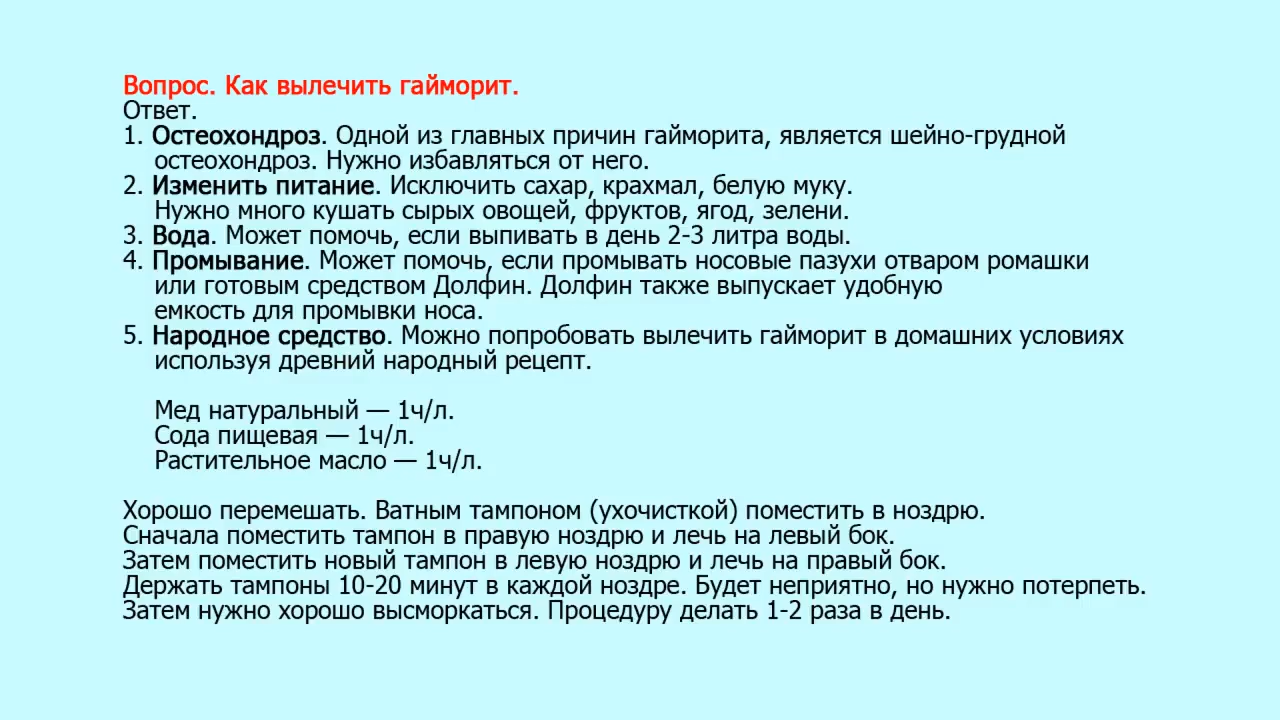 Вопрос. Как вылечить гайморит.
Ответ.
1. Остеохондроз. Одной из главных причин гайморита, является шейно-грудной
остеохондроз. Нужно избавляться от него.
2. Изменить питание. Исключить сахар, крахмал, белую муку.
Нужно много кушать сырых овощей, фруктов, ягод, зелени.
3. Вода. Может помочь, если выпивать в день 2-3 литра воды.
4. Промывание. Может помочь, если промывать носовые пазухи отваром ромашки
или готовым средством Долфин. Долфин также выпускает удобную
емкость для промывки носа.
5. Народное средство. Можно попробовать вылечить гайморит в домашних условиях
используя древний народный рецепт.
Мед натуральный — 1ч/л.
Сода пищевая — 1ч/л.
Растительное масло — 1ч/л.
Хорошо перемешать. Ватным тампоном (ухочисткой) поместить в ноздрю.
Сначала поместить тампон в правую ноздрю и лечь на левый бок.
Затем поместить новый тампон в левую ноздрю и лечь на правый бок.
Держать тампоны 10-20 минут в каждой ноздре. Будет неприятно, но нужно потерпеть.
Затем нужно хорошо высморкаться. Процедуру делать 1-2 раза в день.